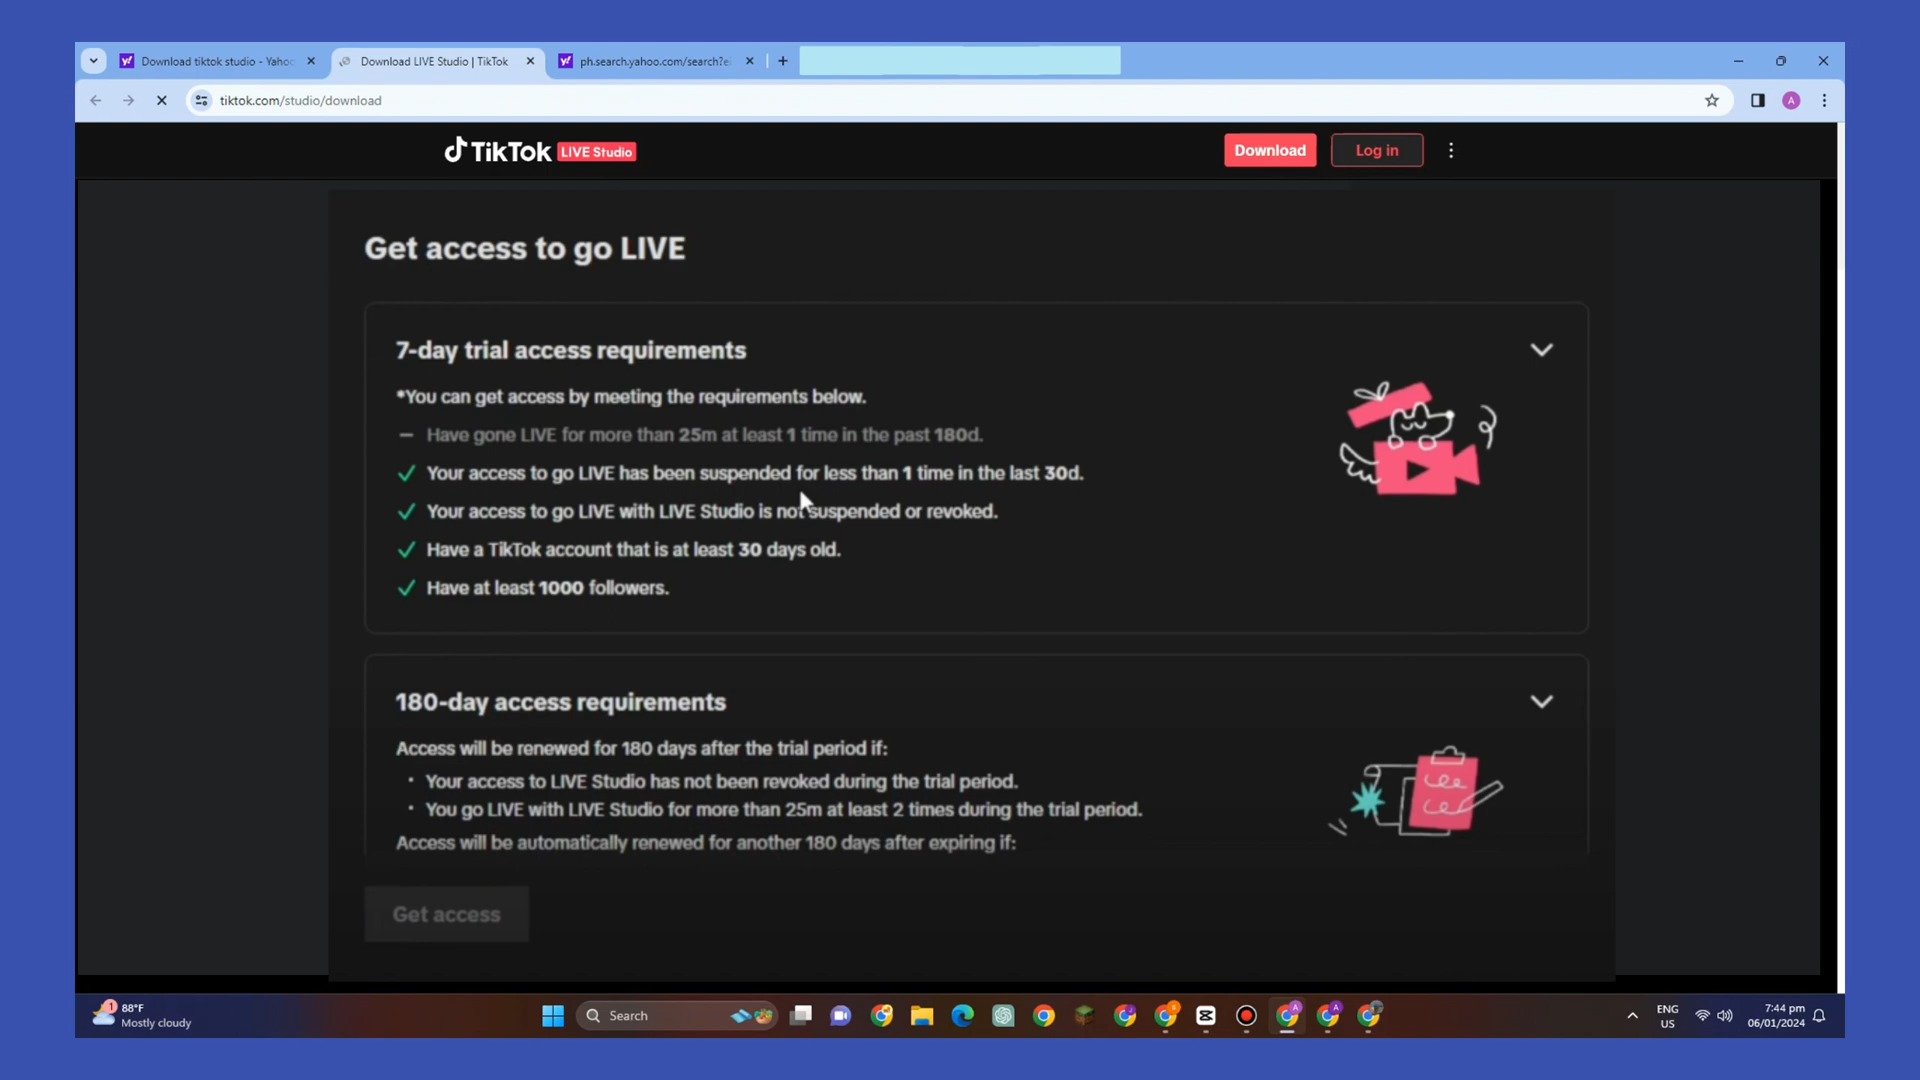 Download tiktok studio - Yahoo
Download LIVE Studio | TikTok
ph.search.yahoo.com/search?ei
tiktok.com/studio/download
A
TikTok LIVE Studio
Download
Log in
Get access to go LIVE
7-day trial access requirements
*You can get access by meeting the requirements below.
– Have gone LIVE for more than 25m at least 1 time in the past 180d.
✓ Your access to go LIVE has been suspended for less than 1 time in the last 30d.
✓ Your access to go LIVE with LIVE Studio is not suspended or revoked.
✓ Have a TikTok account that is at least 30 days old.
✓ Have at least 1000 followers.
180-day access requirements
Access will be renewed for 180 days after the trial period if:
· Your access to LIVE Studio has not been revoked during the trial period.
· You go LIVE with LIVE Studio for more than 25m at least 2 times during the trial period.
Access will be automatically renewed for another 180 days after expiring if:
Get access
1
88°F
Mostly cloudy
Search
ENG
US
7:44 pm
06/01/2024